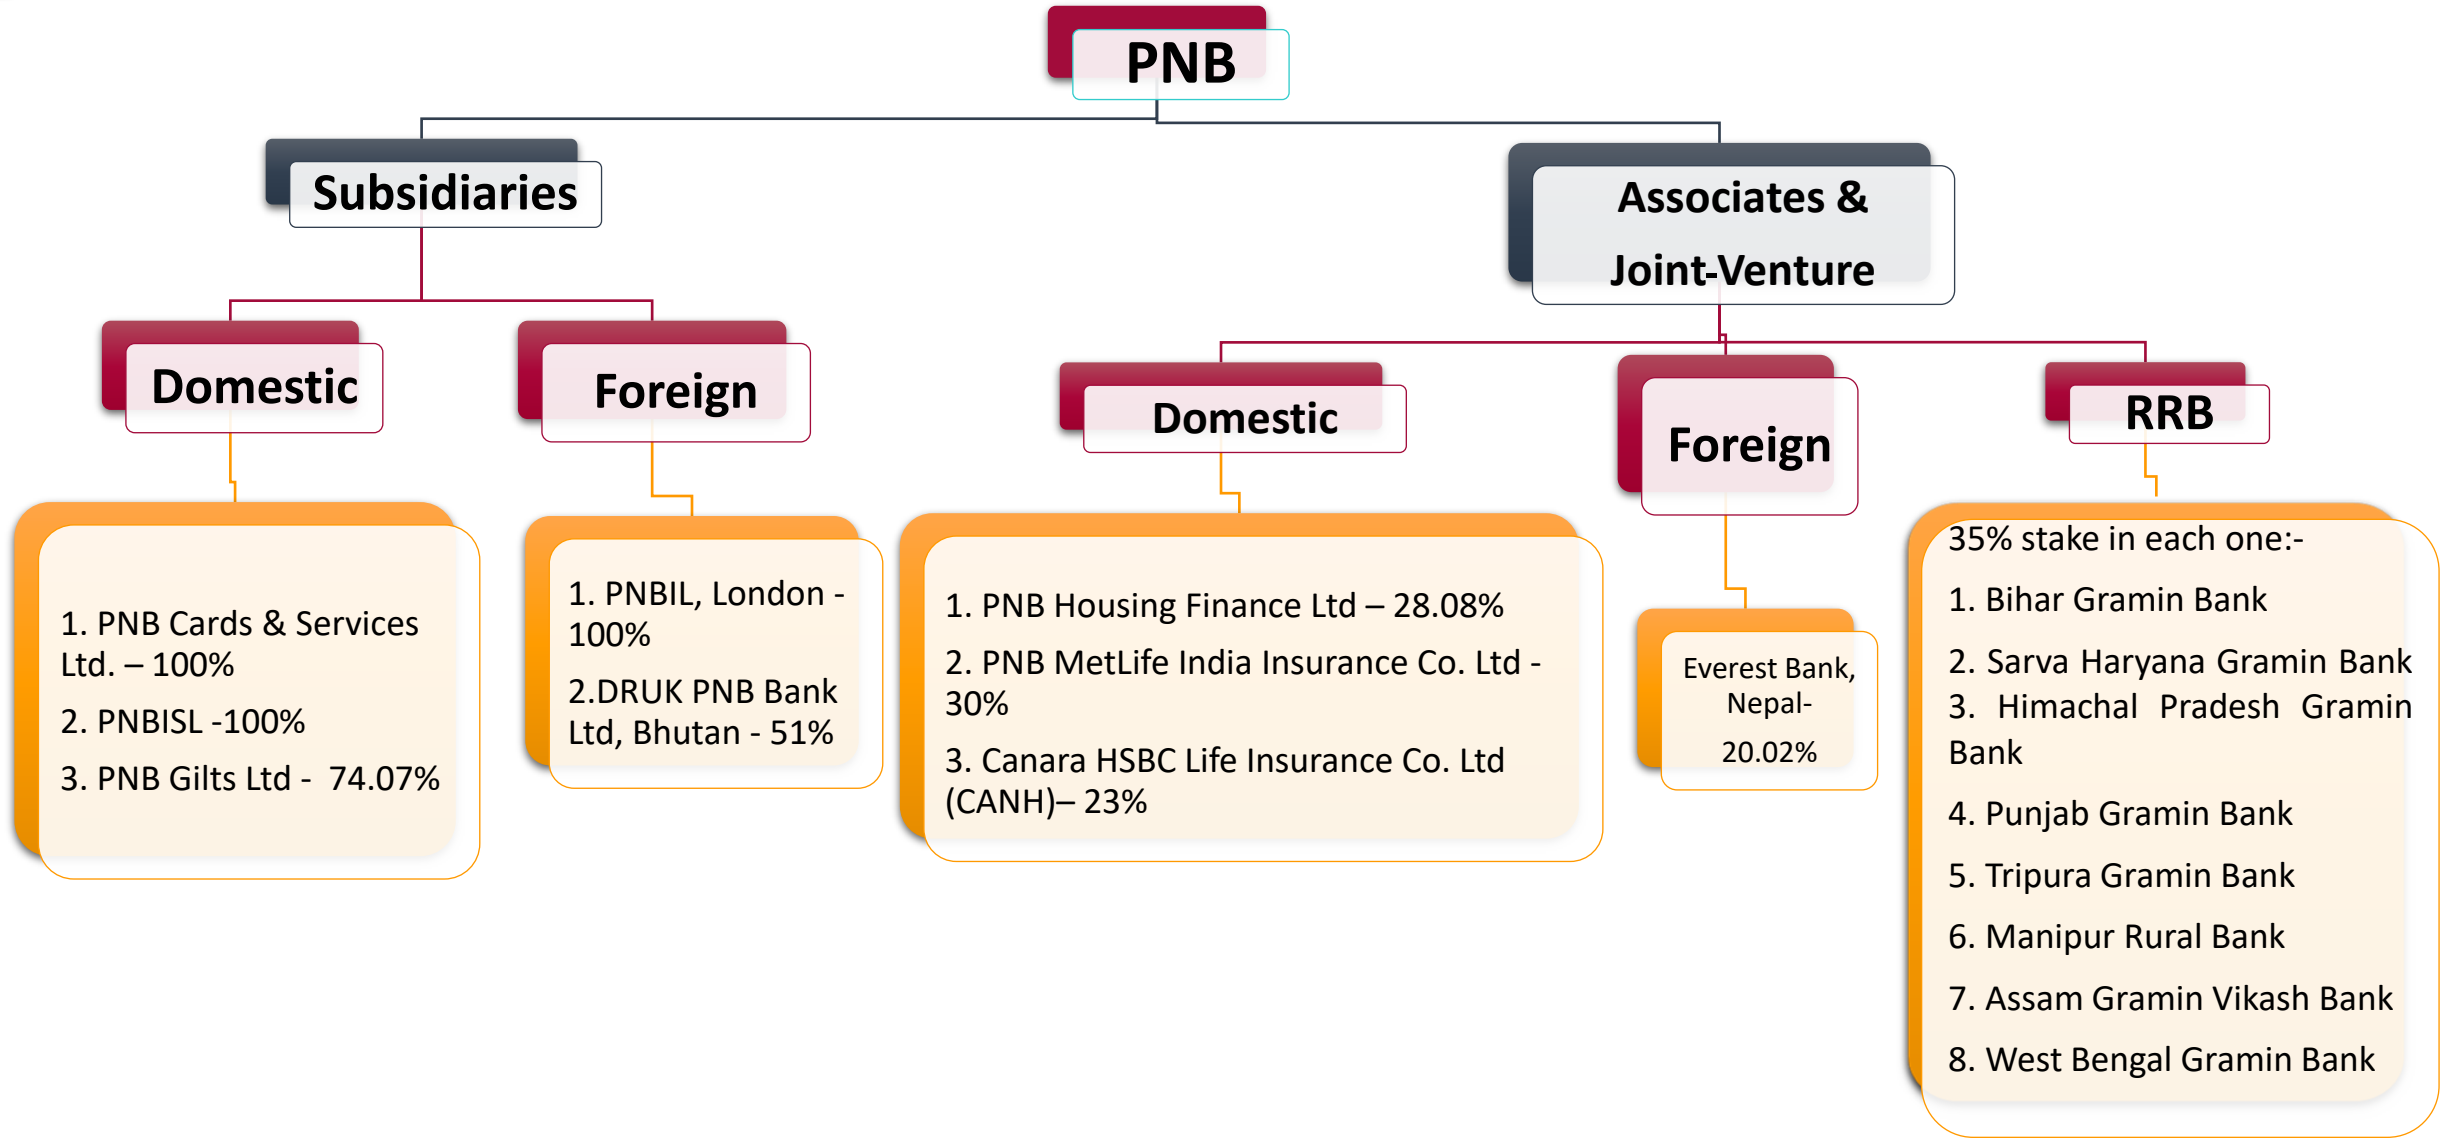 PNB
Subsidiaries
Associates &
Joint-Venture
Domestic
Foreign
Domestic
Foreign
RRB
1. PNB Cards & Services
Ltd. – 100%
2. PNBISL -100%
3. PNB Gilts Ltd - 74.07%
1. PNBIL, London -
100%
2.DRUK PNB Bank
Ltd, Bhutan - 51%
1. PNB Housing Finance Ltd – 28.08%
2. PNB MetLife India Insurance Co. Ltd -
30%
3. Canara HSBC Life Insurance Co. Ltd
(CANH)– 23%
Everest Bank,
Nepal-
20.02%
35% stake in each one:-
1. Bihar Gramin Bank
2. Sarva Haryana Gramin Bank
3. Himachal Pradesh Gramin
Bank
4. Punjab Gramin Bank
5. Tripura Gramin Bank
6. Manipur Rural Bank
7. Assam Gramin Vikash Bank
8. West Bengal Gramin Bank